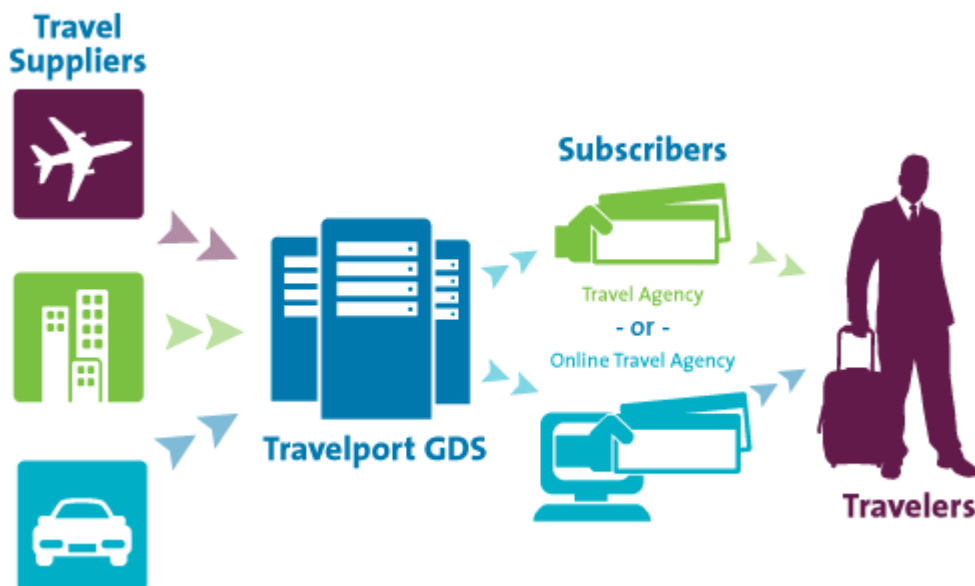 Travel
Suppliers
Subscribers
Travel Agency
- or -
Online Travel Agency
Travelport GDS
Travelers